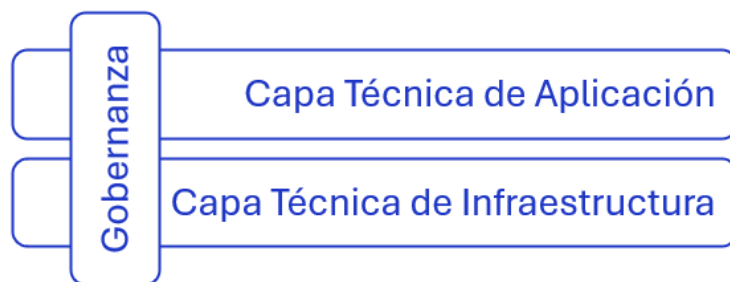 Gobernanza
Capa Técnica de Aplicación
Capa Técnica de Infraestructura